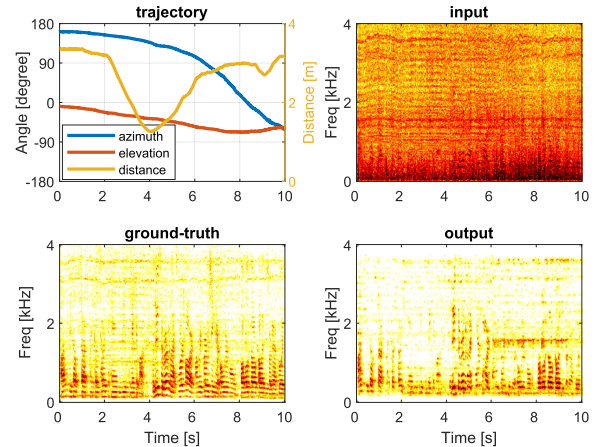 trajectory
Angle [degree]
180
90
0
-90
-180
0 2 4 6 8 10
4
2
0
Distance [m]
azimuth
elevation
distance
input
Freq [kHz]
4
2
0
0 2 4 6 8 10
ground-truth
Freq [kHz]
4
2
0
0 2 4 6 8 10
Time [s]
output
Freq [kHz]
4
2
0
0 2 4 6 8 10
Time [s]